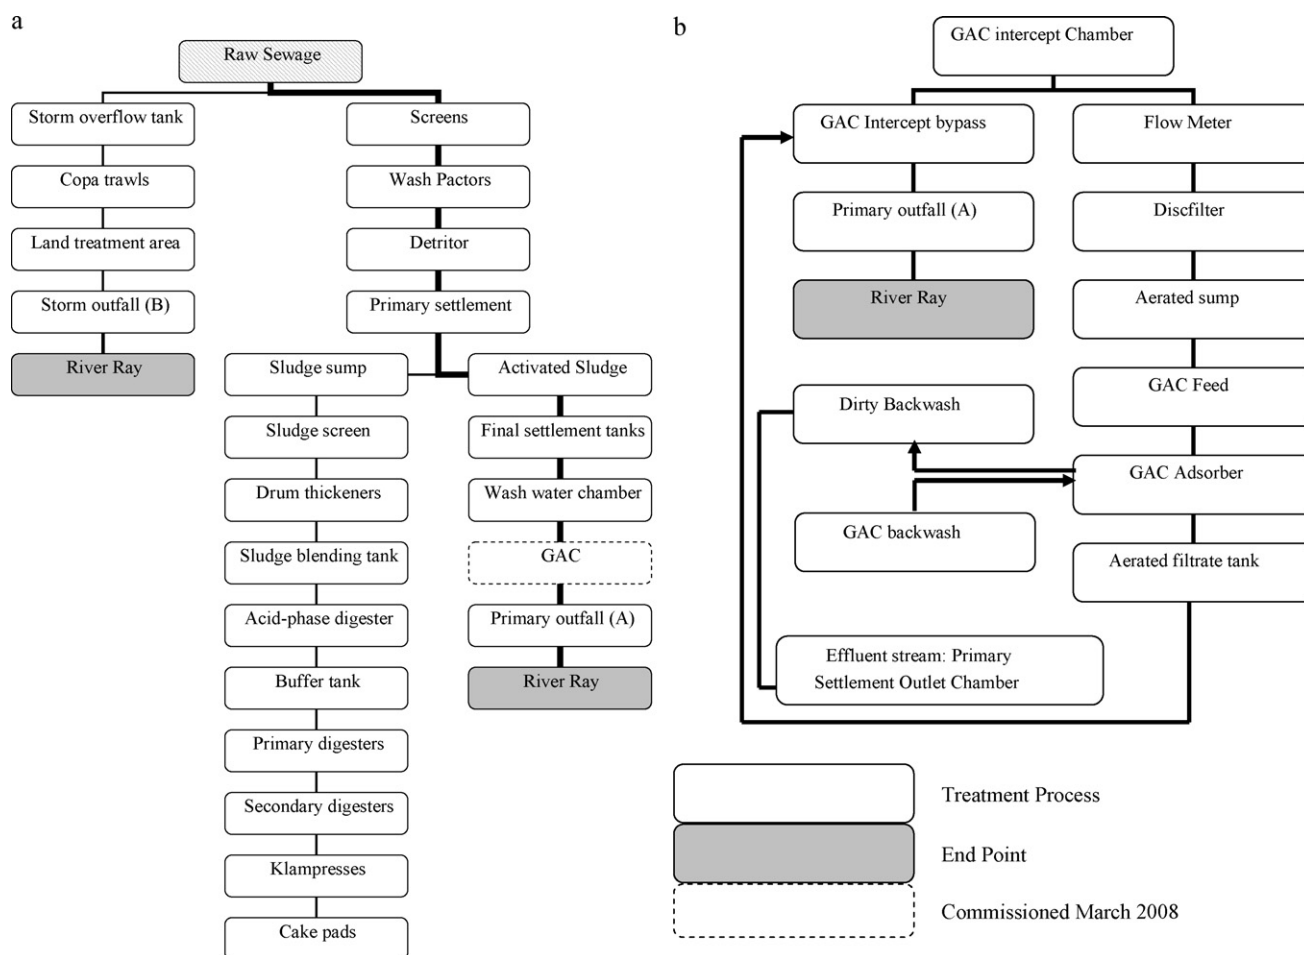 a
Raw Sewage
Storm overflow tank
Copa trawls
Land treatment area
Storm outfall (B)
River Ray
Screens
Wash Pactors
Detritor
Primary settlement
Sludge sump
Sludge screen
Drum thickeners
Sludge blending tank
Acid-phase digester
Buffer tank
Primary digesters
Secondary digesters
Klampresses
Cake pads
Activated Sludge
Final settlement tanks
Wash water chamber
GAC
Primary outfall (A)
River Ray
b
GAC intercept Chamber
GAC Intercept bypass
Primary outfall (A)
River Ray
Flow Meter
Discfilter
Aerated sump
GAC Feed
GAC Adsorber
Aerated filtrate tank
Dirty Backwash
GAC backwash
Effluent stream: Primary
Settlement Outlet Chamber
Treatment Process
End Point
Commissioned March 2008